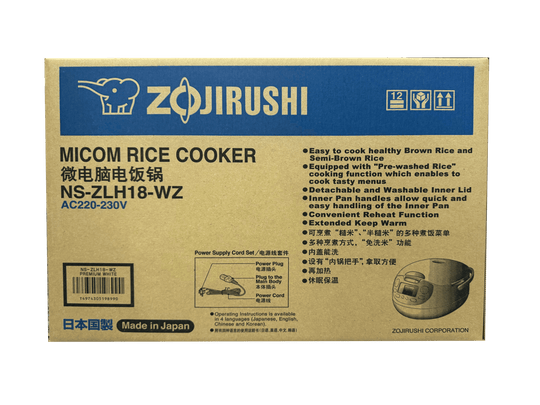 ZOJIRUSHI
12
MICOM RICE COOKER
微电脑电饭锅
NS-ZLH18-WZ
AC220-230V
●Easy to cook healthy Brown Rice and
Semi-Brown Rice
●Equipped with "Pre-washed Rice"
cooking function which enables to
cook tasty menus
●Detachable and Washable Inner Lid
●Inner Pan handles allow quick and
easy handling of the Inner Pan
●Convenient Reheat Function
●Extended Keep Warm
●可烹煮“糙米”、“半糙米”的多种煮饭菜单
●多种烹煮方式，“免洗米”功能
●内盖能洗
●设有“内锅把手”，拿取方便
●再加热
●休眠保温
Power Supply Cord Set / 电源线套件
Power Plug
电源插头
Plug to the
Main Body
本体插头
Power Cord
电源线
●Operating Instructions is available
in 4 languages (Japanese, English,
Chinese and Korean).
NS-ZLH18-WZ
PREMIUM WHITE
日本国製
Made in Japan
ZOJIRUSHI CORPORATION